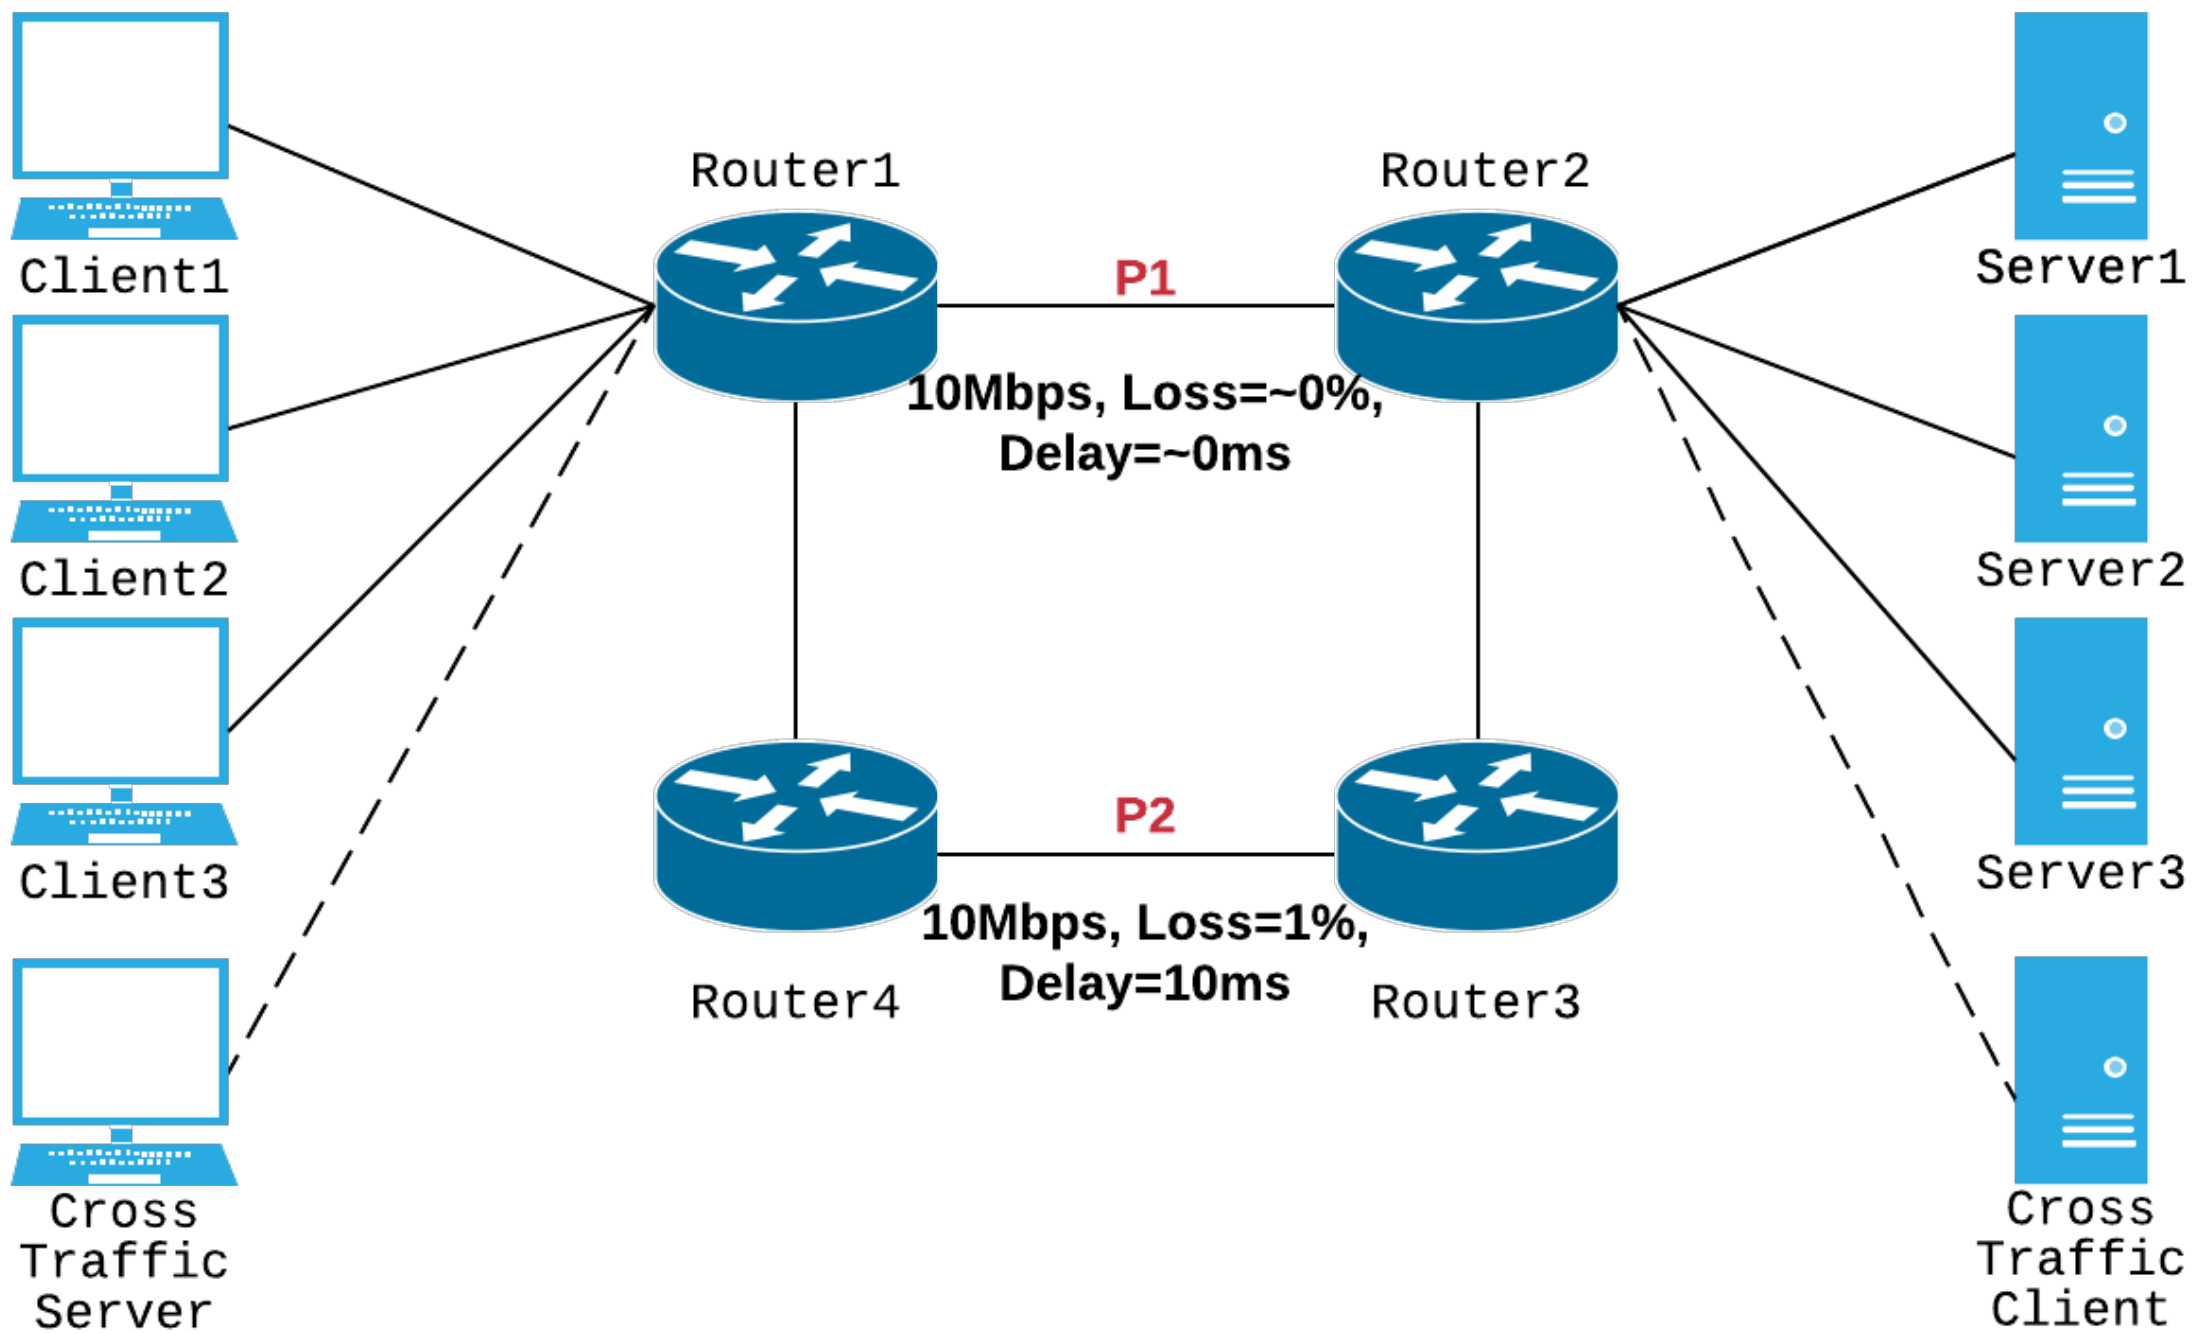 Router1
Router2
P1
Client1
Server1
10Mbps, Loss=~0%,
Delay=~0ms
Client2
Server2
P2
Client3
Server3
10Mbps, Loss=1%,
Delay=10ms
Router4
Router3
Cross
Traffic
Server
Cross
Traffic
Client